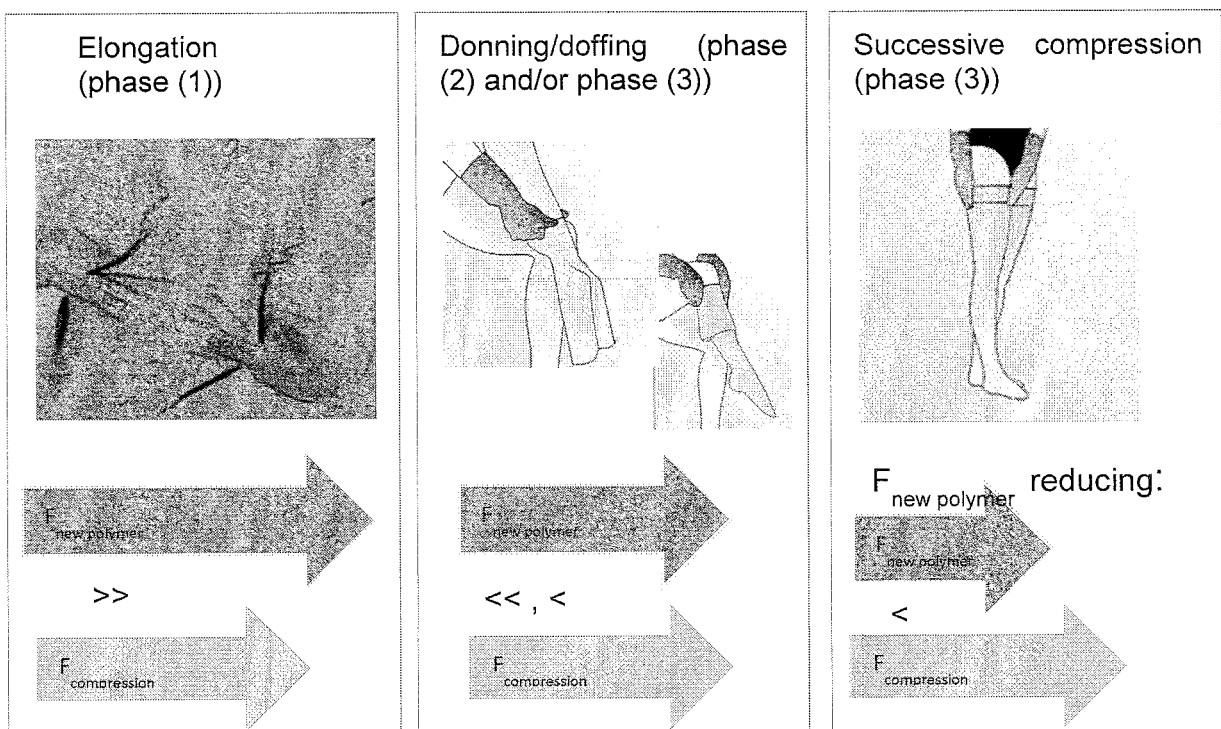 Elongation
(phase (1))
F new polymer
>>
F compression
Donning/doffing (phase
(2) and/or phase (3))
F new polymer
<< , <
F compression
Successive compression
(phase (3))
F new polymer reducing:
F new polymer
<
F compression